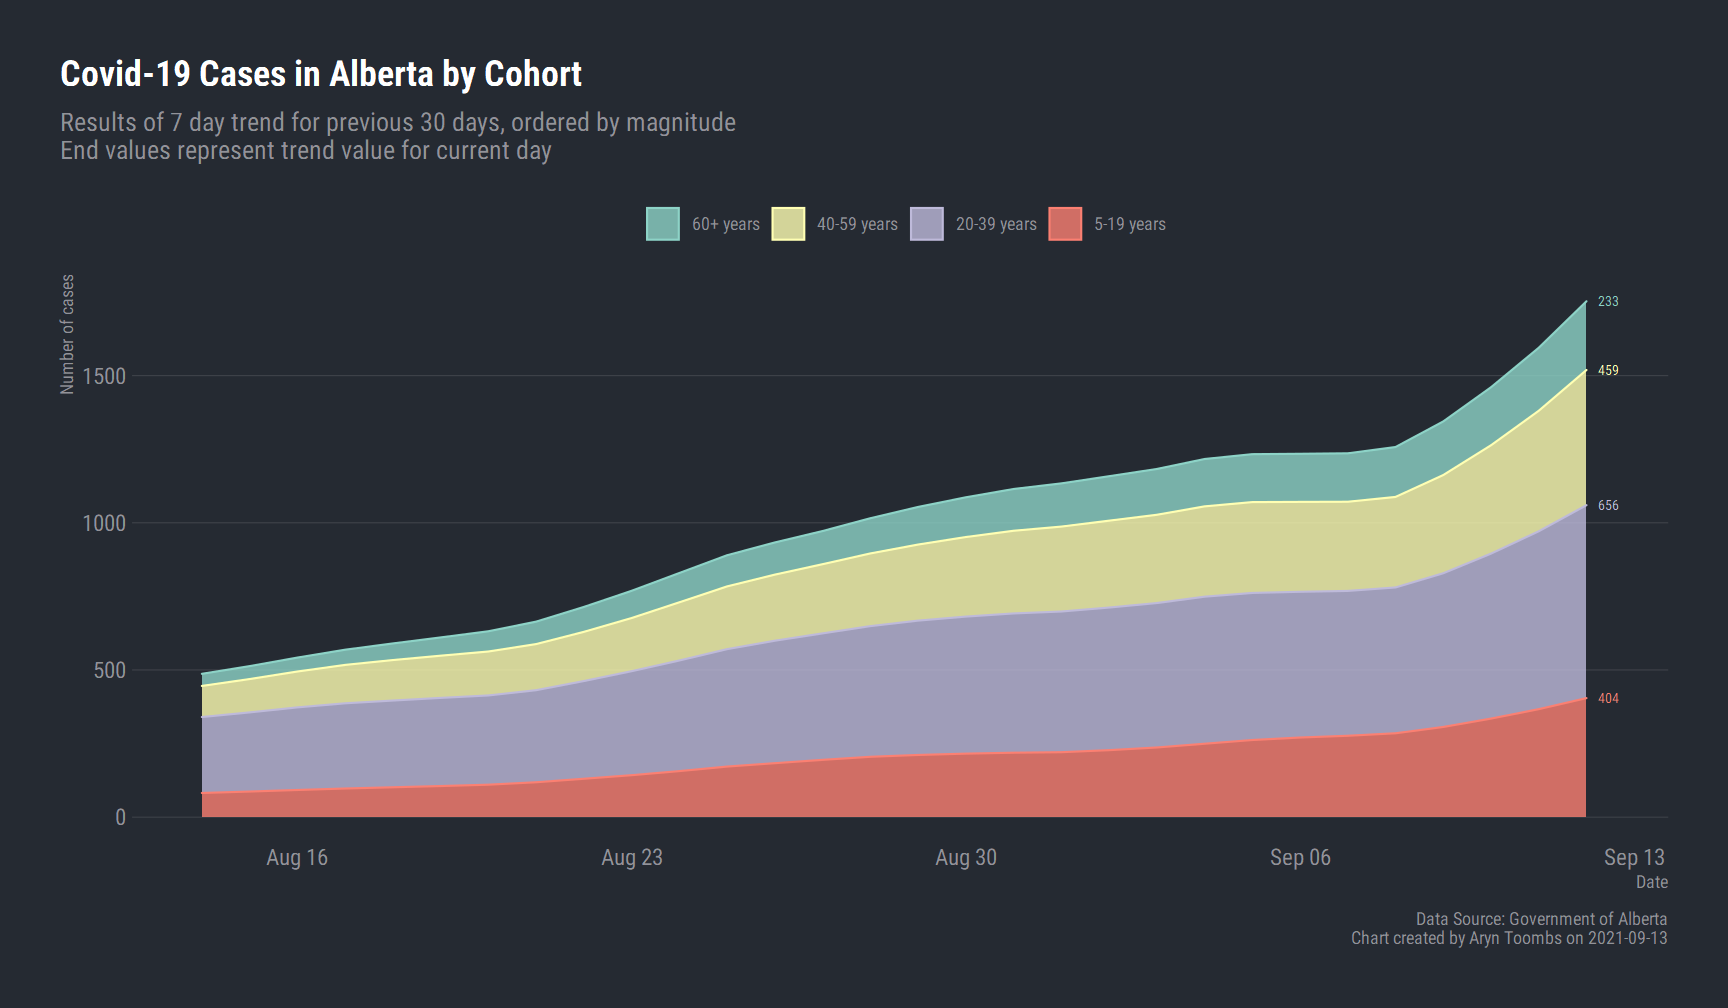 Covid-19 Cases in Alberta by Cohort
Results of 7 day trend for previous 30 days, ordered by magnitude
End values represent trend value for current day
60+ years
40-59 years
20-39 years
5-19 years
Number of cases
1500
1000
500
0
233
459
656
404
Aug 16
Aug 23
Aug 30
Sep 06
Sep 13
Date
Data Source: Government of Alberta
Chart created by Aryn Toombs on 2021-09-13